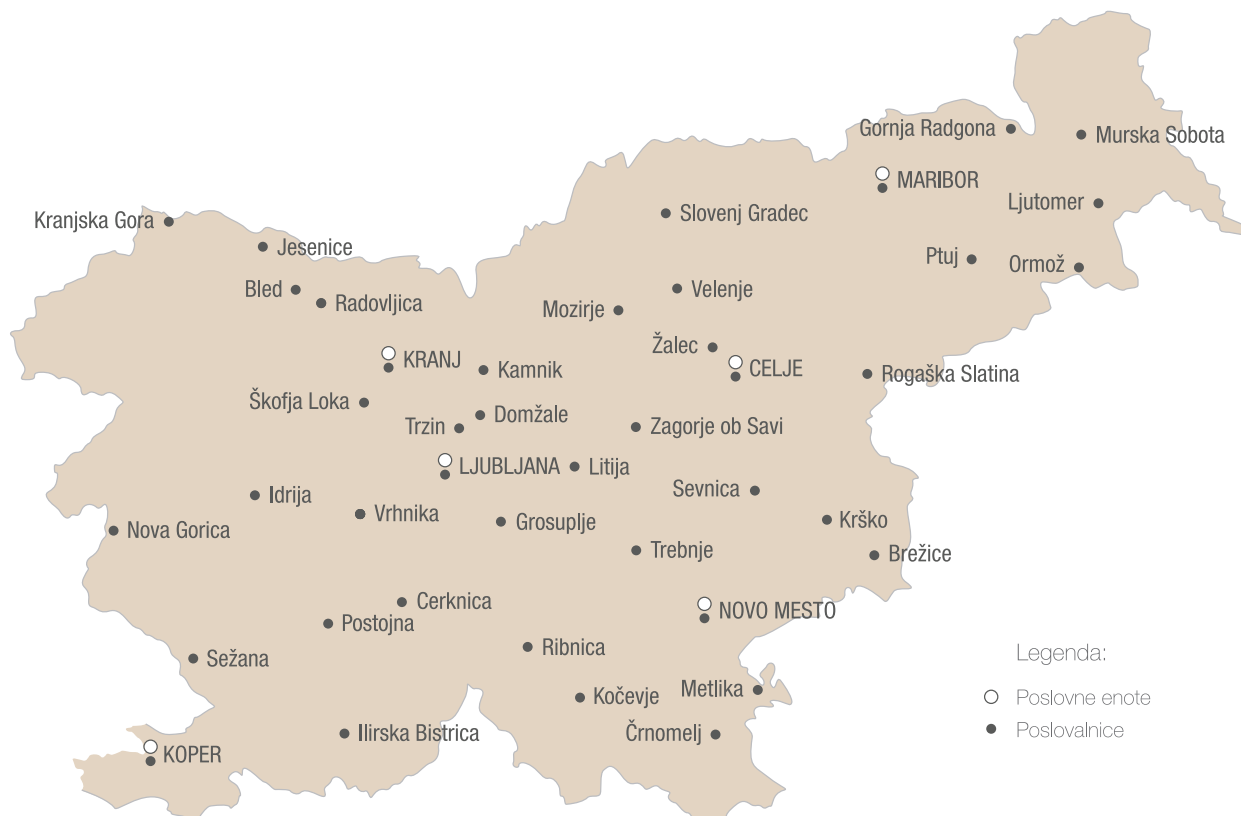 Gornja Radgona
Murska Sobota
MARIBOR
Kranjska Gora
Slovenj Gradec
Ljutomer
Jesenice
Ptuj
Ormož
Bled
Radovljica
Velenje
Mozirje
Žalec
KRANJ
Kamnik
CELJE
Rogaška Slatina
Škofja Loka
Domžale
Trzin
Zagorje ob Savi
LJUBLJANA
Litija
Idrija
Sevnica
Vrhnika
Grosuplje
Krško
Nova Gorica
Trebnje
Brežice
Cerknica
NOVO MESTO
Postojna
Ribnica
Sežana
Kočevje
Metlika
Ilirska Bistrica
Črnomelj
KOPER
Legenda:
Poslovne enote
Poslovalnice